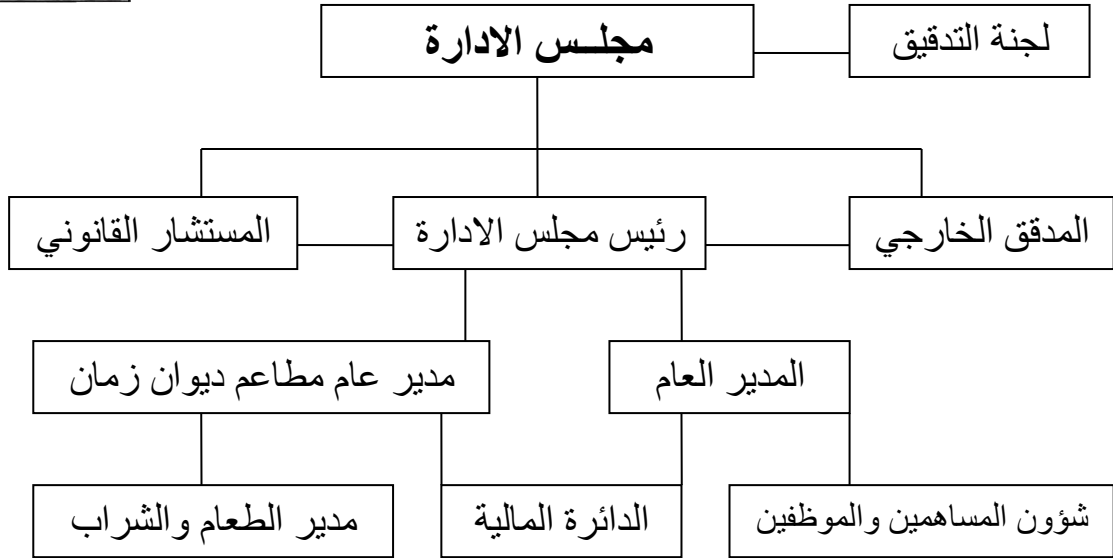 مجلــس الادارة
لجنة التدقيق
المدقق الخارجي
رئيس مجلس الادارة
المستشار القانوني
المدير العام
مدير عام مطاعم ديوان زمان
شؤون المساهمين والموظفين
الدائرة المالية
مدير الطعام والشراب